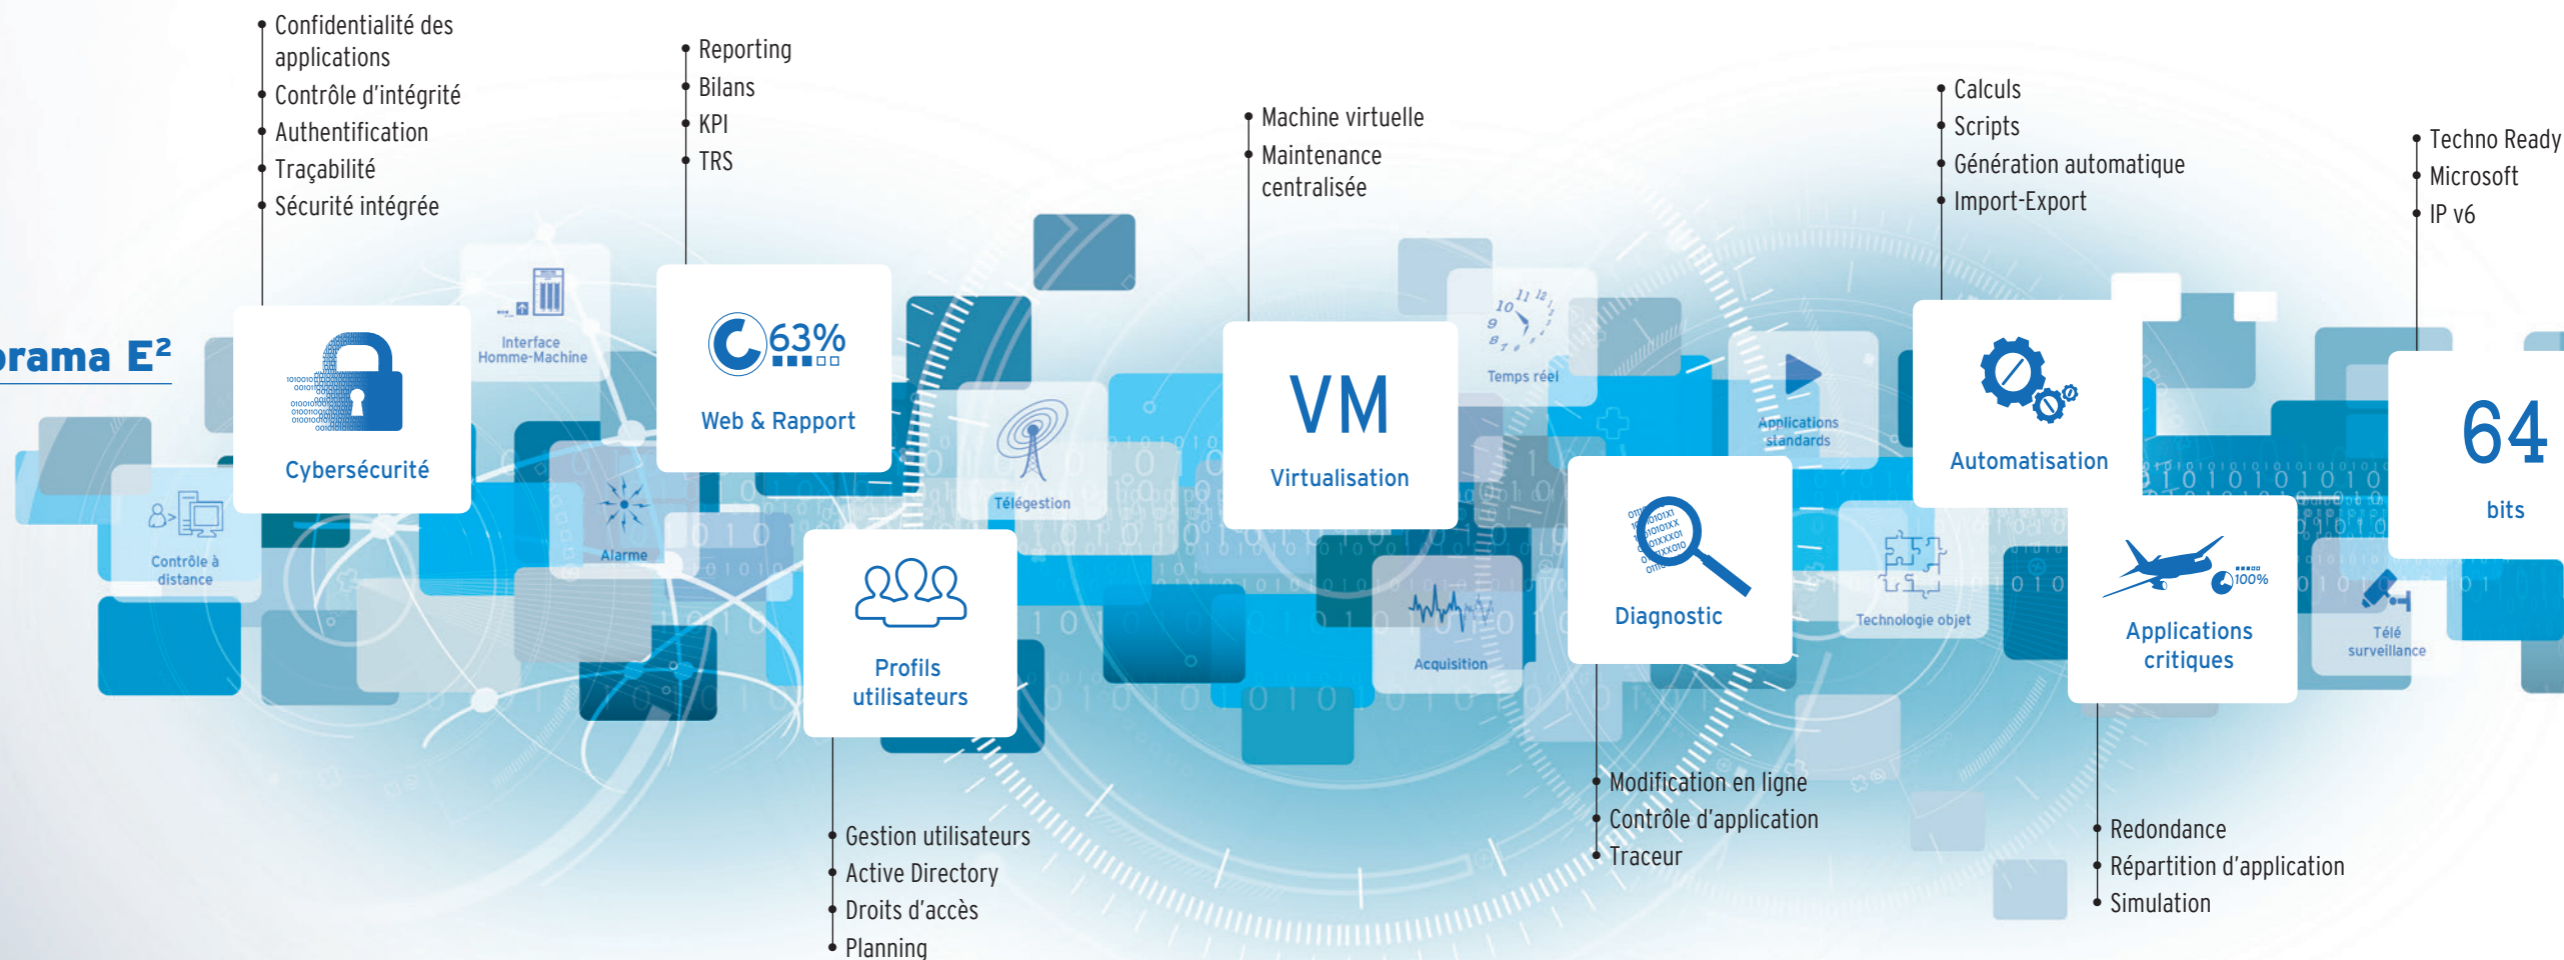 orama E²
Confidentialité des
applications
Contrôle d'intégrité
Authentification
Traçabilité
Sécurité intégrée
Cybersécurité
Contrôle à
distance
Interface
Homme-Machine
Alarme
Reporting
Bilans
KPI
TRS
63%
Web & Rapport
Profils
utilisateurs
Gestion utilisateurs
Active Directory
Droits d'accès
Planning
Télégestion
Machine virtuelle
Maintenance
centralisée
VM
Virtualisation
Temps réel
Acquisition
Diagnostic
Modification en ligne
Contrôle d'application
Traceur
Applications
standards
Technologie objet
Calculs
Scripts
Génération automatique
Import-Export
Automatisation
100%
Applications
critiques
Redondance
Répartition d'application
Simulation
Télé
surveillance
Techno Ready
Microsoft
IP v6
64
bits